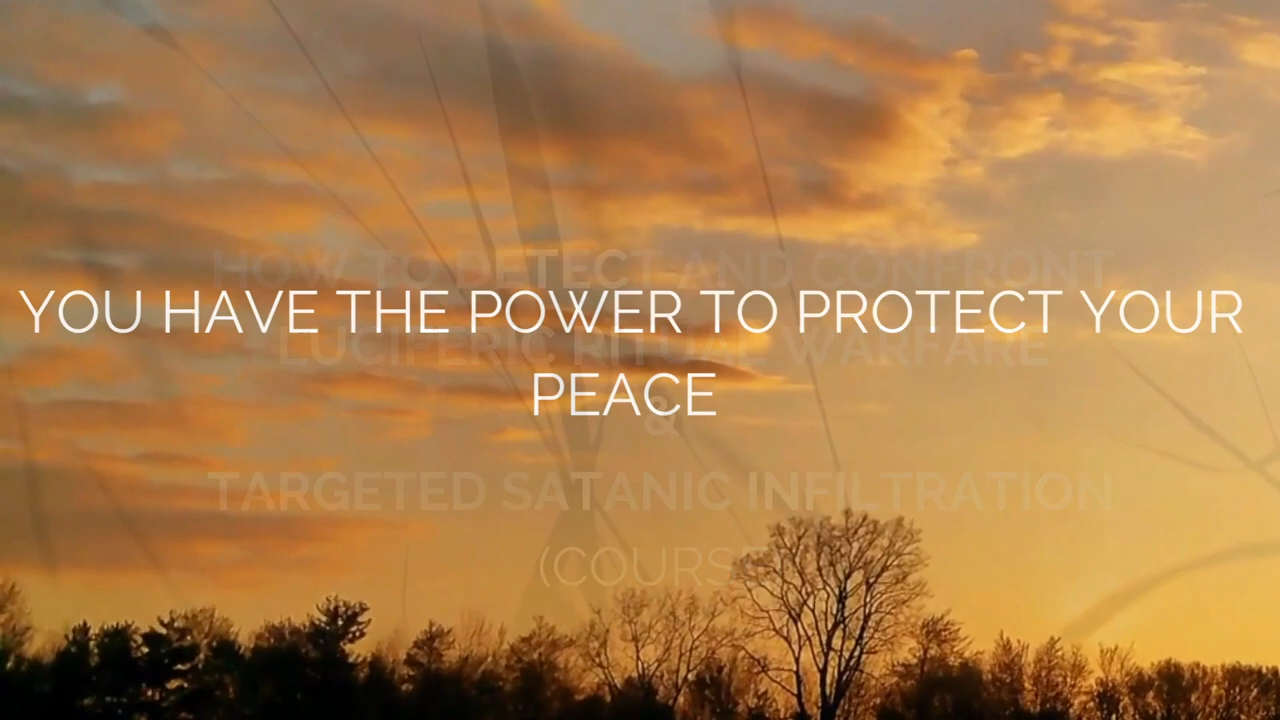 HOW TO DETECT AND CONFRONT
YOU HAVE THE POWER TO PROTECT YOUR
LUCIFERIC RITUAL WARFARE
PEACE
&
TARGETED SATANIC INFILTRATION
(COURSE